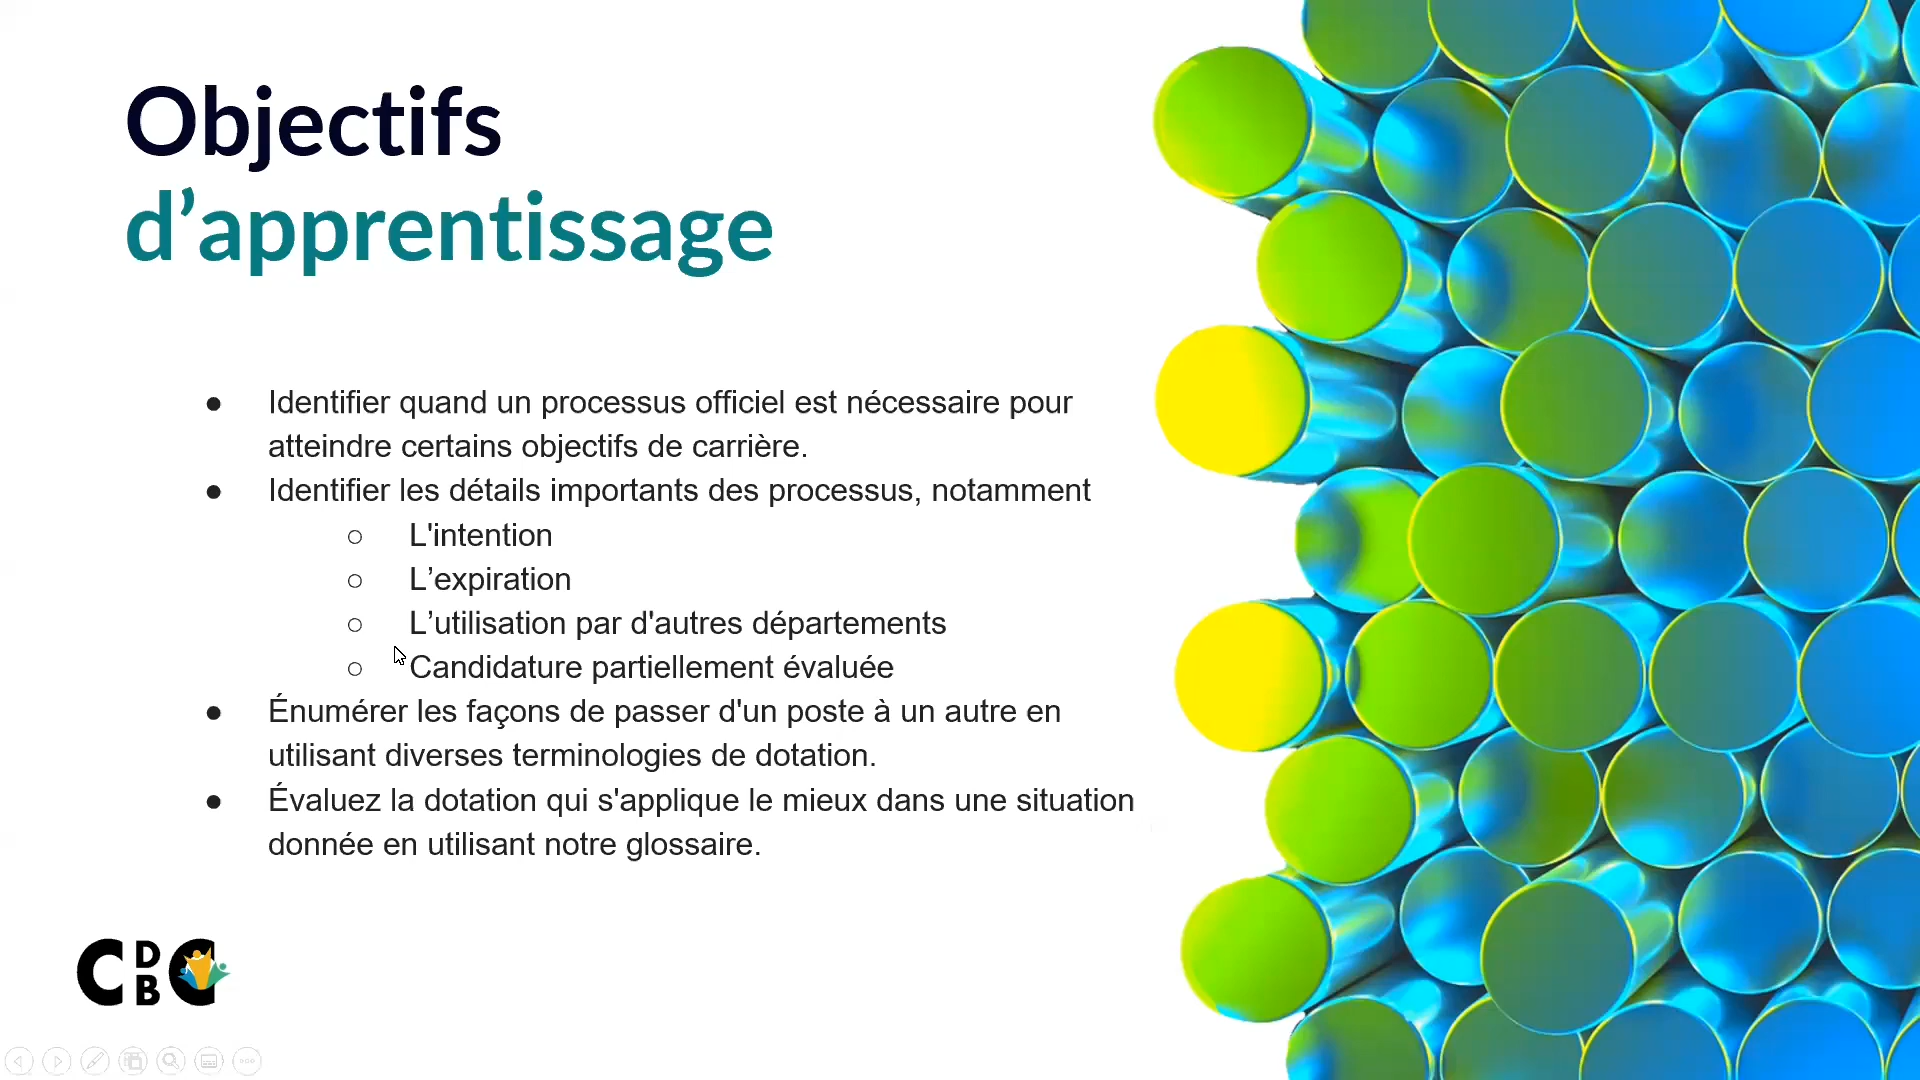 Objectifs
d’apprentissage
● Identifier quand un processus officiel est nécessaire pour
atteindre certains objectifs de carrière.
● Identifier les détails importants des processus, notamment
○ L'intention
○ L’expiration
○ L’utilisation par d'autres départements
○ Candidature partiellement évaluée
● Énumérer les façons de passer d'un poste à un autre en
utilisant diverses terminologies de dotation.
● Évaluez la dotation qui s'applique le mieux dans une situation
donnée en utilisant notre glossaire.
CDBC